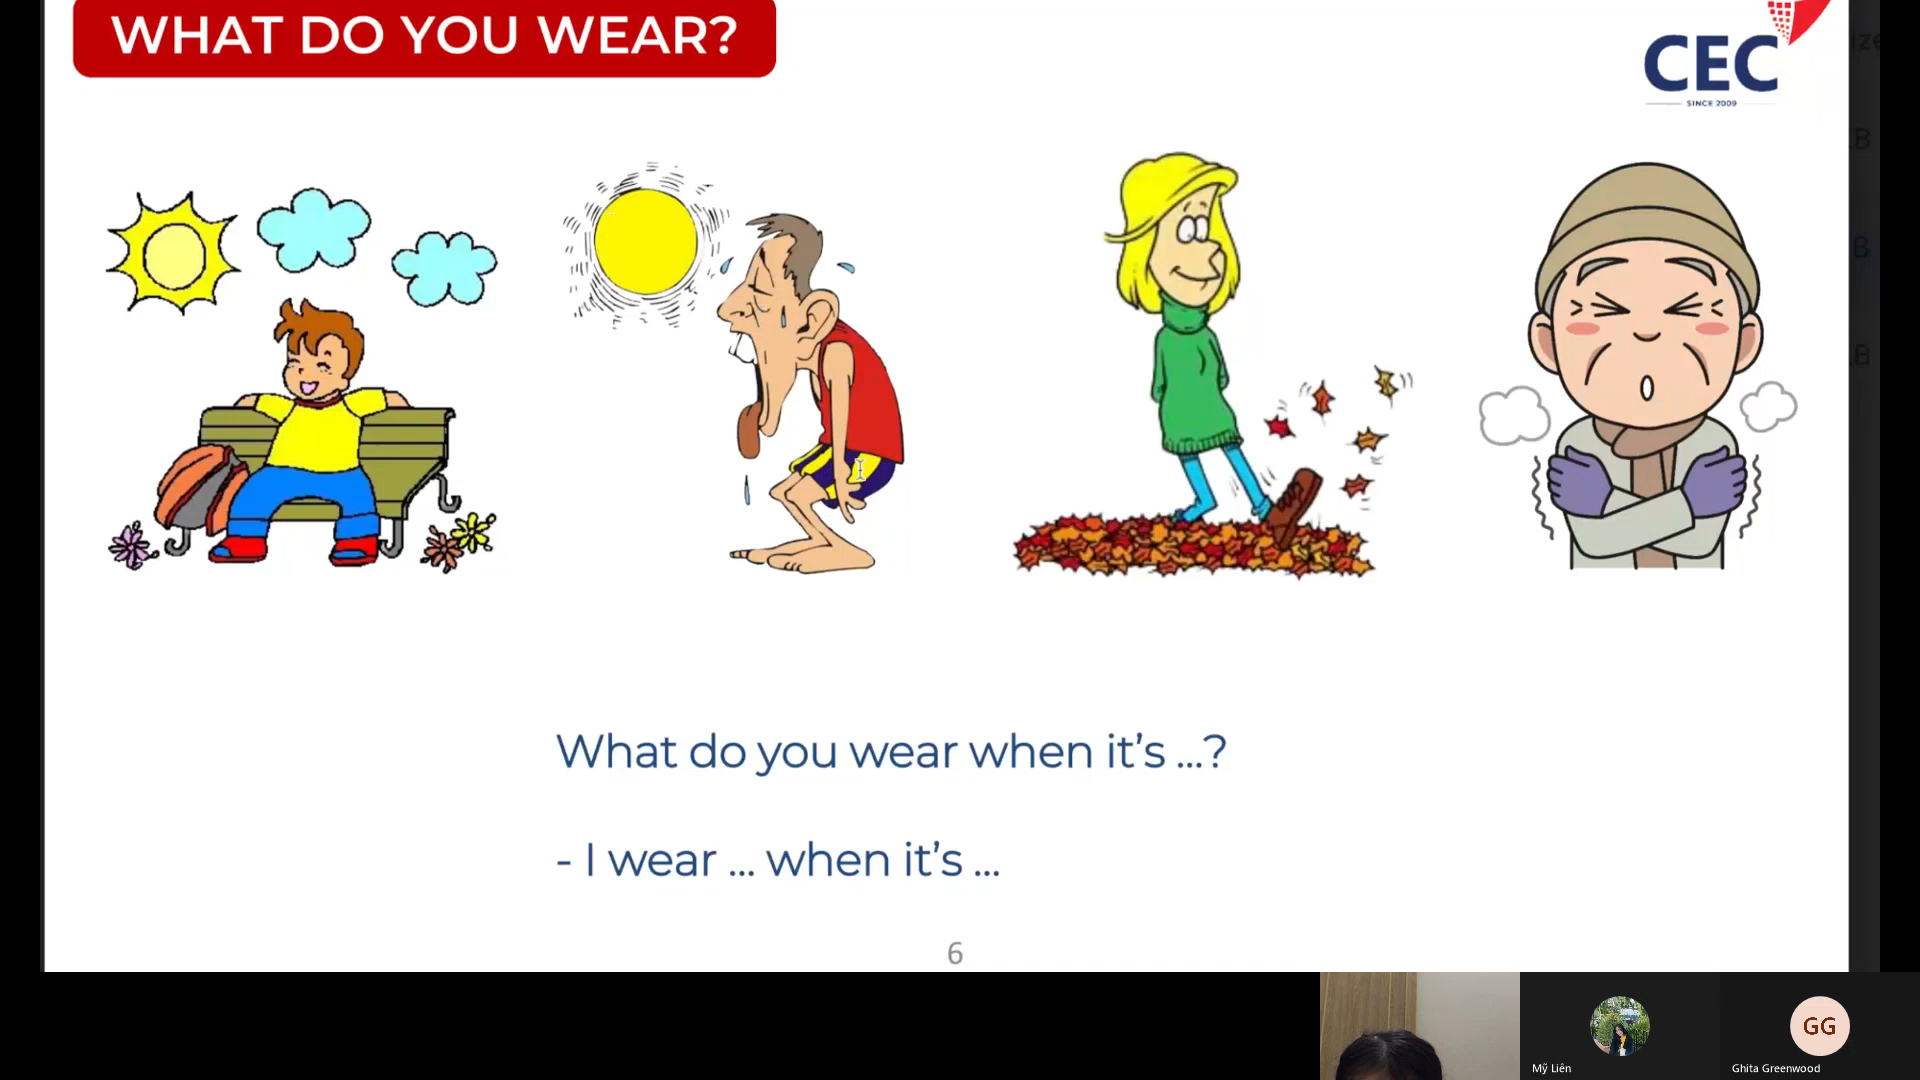 WHAT DO YOU WEAR?
CEC
SINCE 2009
ize
B
B
B
What do you wear when it's ...?
- I wear ... when it's ...
6
GG
Mỹ Liên
Ghita Greenwood